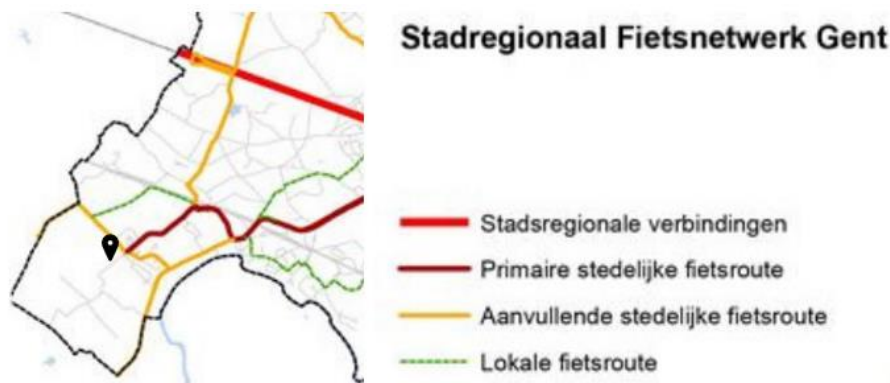 Stadregionaal Fietsnetwerk Gent
Stadsregionale verbindingen
Primaire stedelijke fietsroute
Aanvullende stedelijke fietsroute
Lokale fietsroute